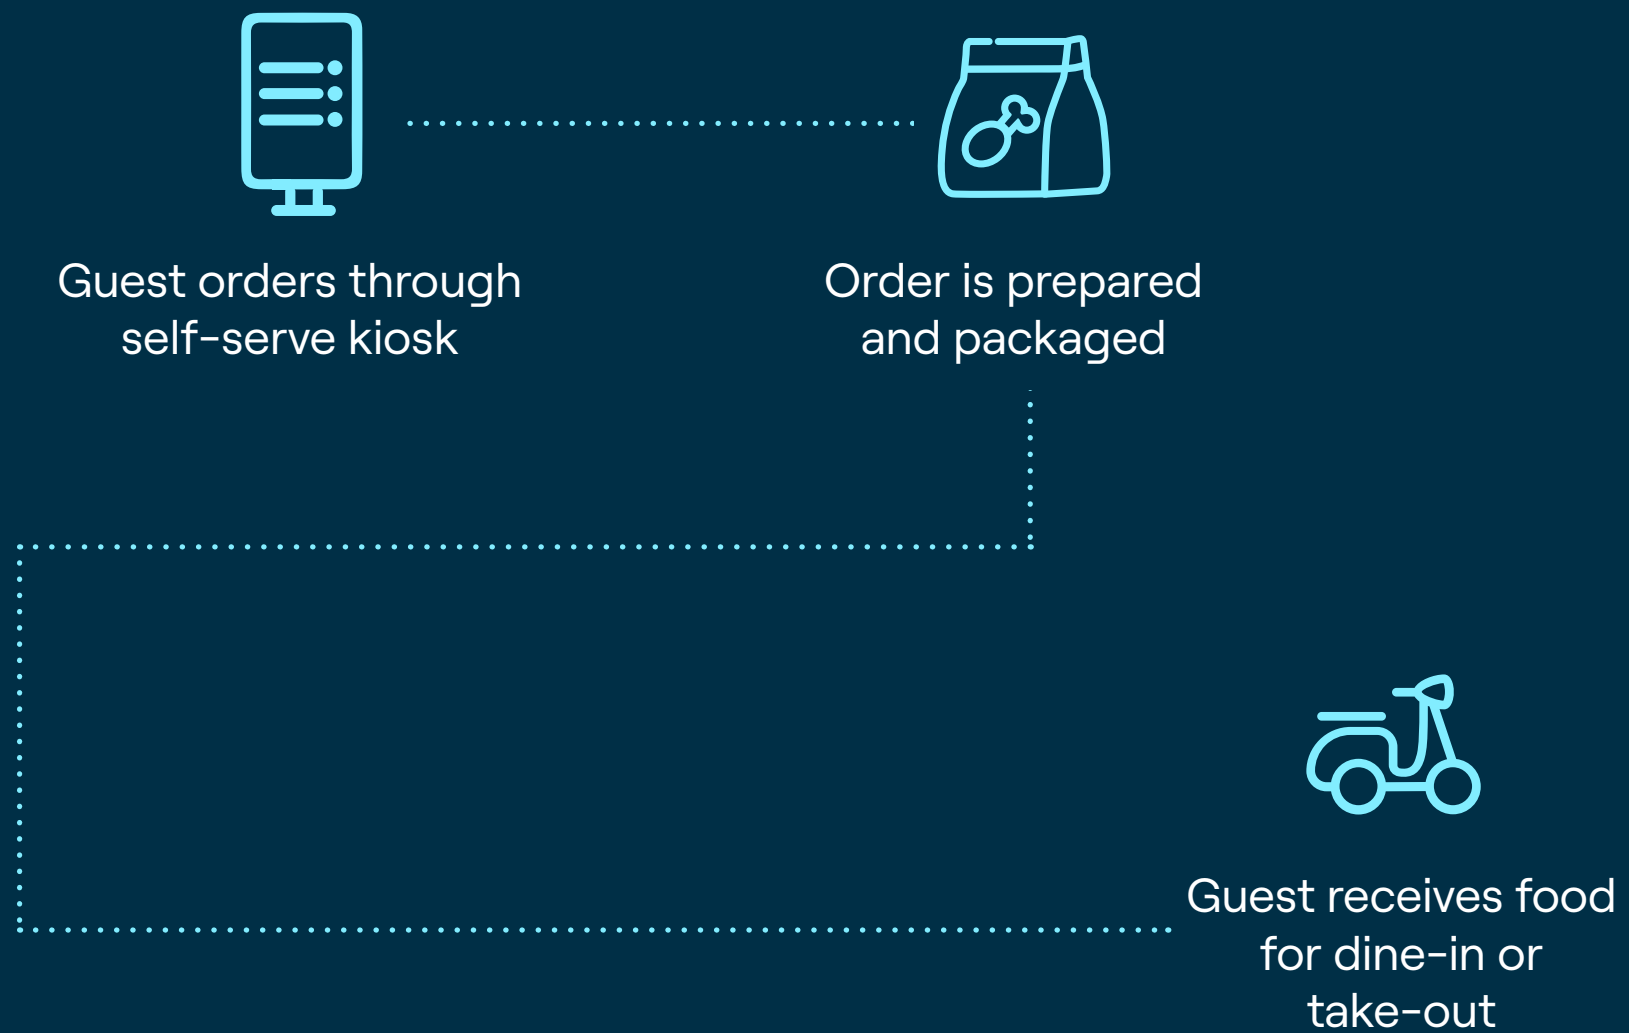 Guest orders through
self-serve kiosk
Order is prepared
and packaged
Guest receives food
for dine-in or
take-out